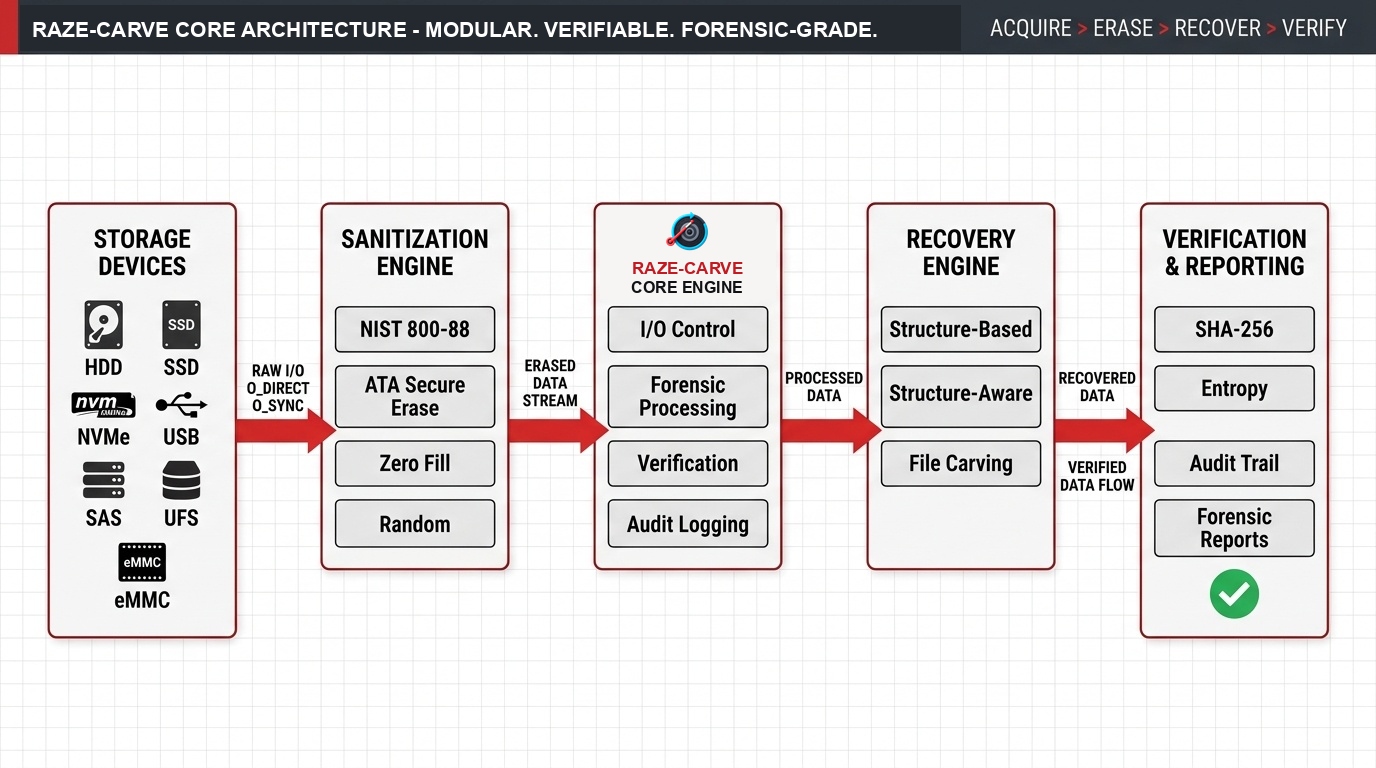 RAZE-CARVE CORE ARCHITECTURE - MODULAR. VERIFIABLE. FORENSIC-GRADE.
ACQUIRE > ERASE > RECOVER > VERIFY
STORAGE
DEVICES
HDD
SSD
SSD
nvm
NVMe
USB
SAS
UFS
eMMC
eMMC
RAW I/O
O_DIRECT
O_SYNC
SANITIZATION
ENGINE
NIST 800-88
ATA Secure
Erase
Zero Fill
Random
ERASED
DATA
STREAM
RAZE-CARVE
CORE ENGINE
I/O Control
Forensic
Processing
Verification
Audit Logging
PROCESSED
DATA
RECOVERY
ENGINE
Structure-Based
Structure-Aware
File Carving
RECOVERED
DATA
VERIFIED
DATA FLOW
VERIFICATION
& REPORTING
SHA-256
Entropy
Audit Trail
Forensic
Reports